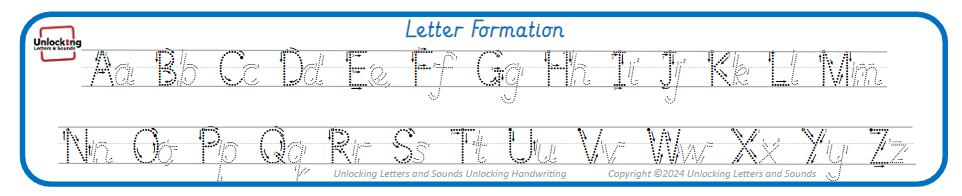 Letter Formation
Unlocking
Letters & Sounds
Aa Bb Cc Dd Ee Ff Gg Hh Ii Jj Kk Ll Mm
Nn Oo Pp Qq Rr Ss Tt Uu Vv Ww Xx Yy Zz
Unlocking Letters and Sounds Unlocking Handwriting Copyright ©2024 Unlocking Letters and Sounds